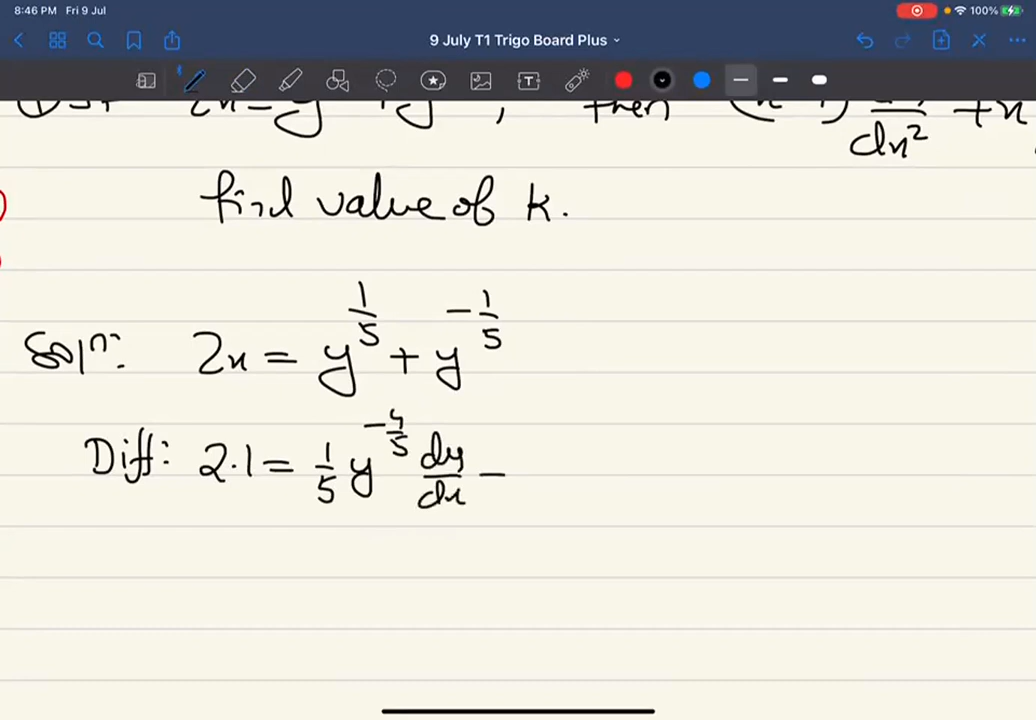 8:46 PM Fri 9 Jul 100%
9 July T1 Trigo Board Plus
then dx² + x
find value of k.
Solⁿ: 2x = y^(1/5) + y^(-1/5)
Diff: 2·1 = 1/5 y^(-4/5) dy/dx −